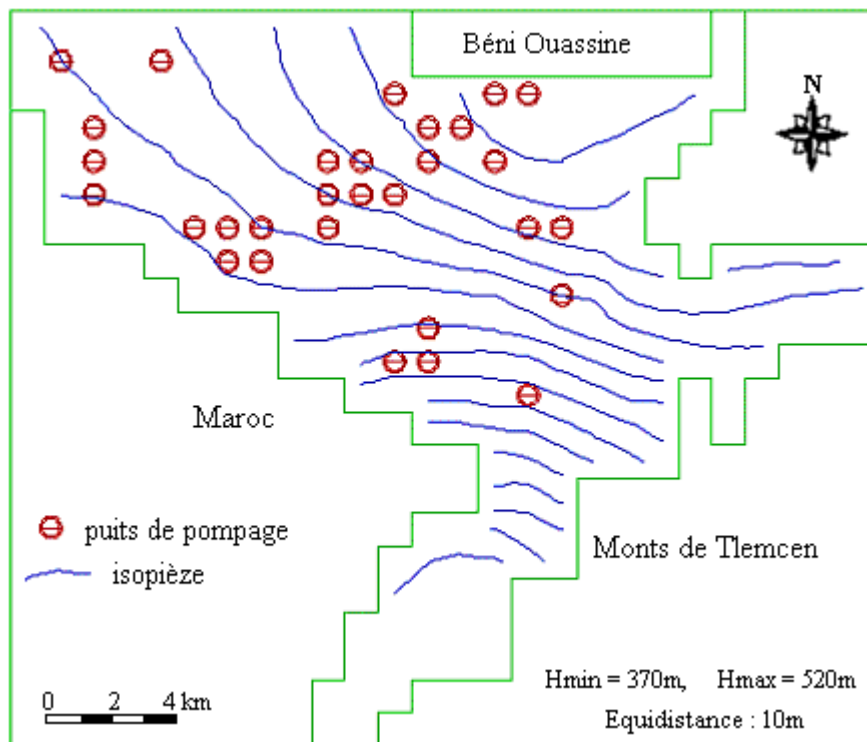 Béni Ouassine
N
Maroc
puits de pompage
isopièze
Monts de Tlemcen
0 2 4 km
Hmin = 370m, Hmax = 520m
Equidistance : 10m